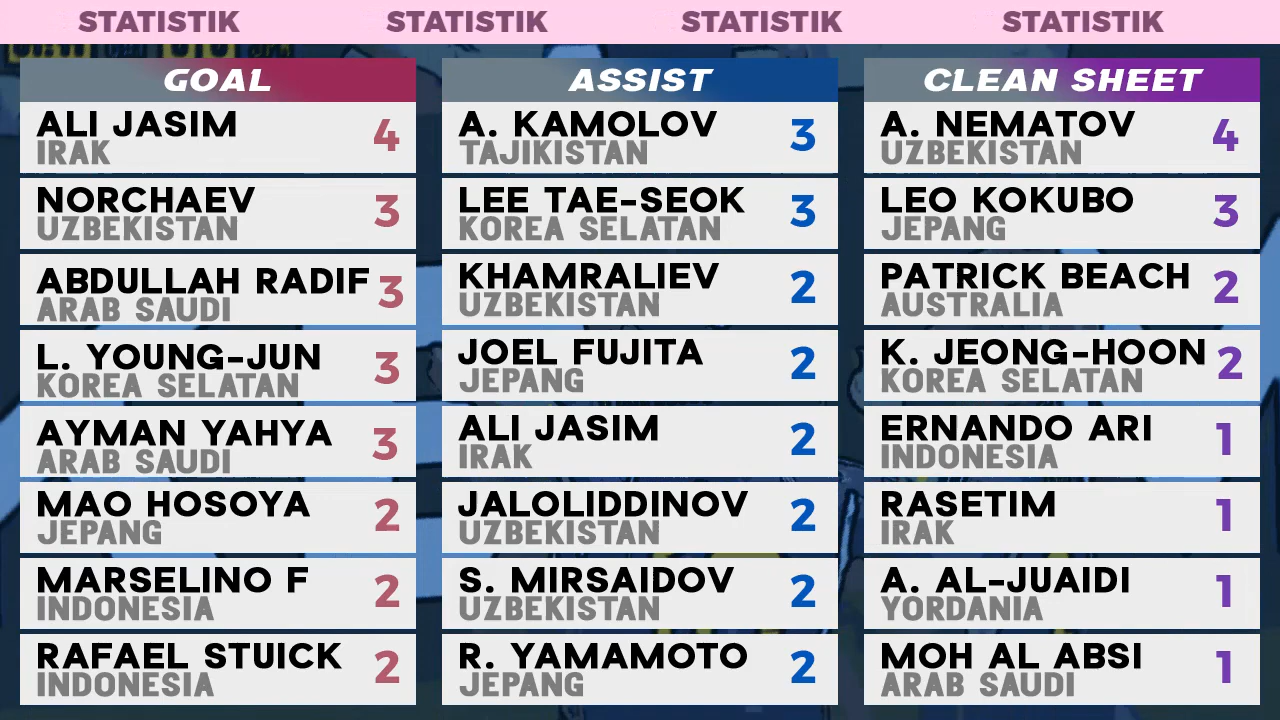 STATISTIK STATISTIK STATISTIK STATISTIK
GOAL
ALI JASIM 4
IRAK
NORCHAEV 3
UZBEKISTAN
ABDULLAH RADIF 3
ARAB SAUDI
L. YOUNG-JUN 3
KOREA SELATAN
AYMAN YAHYA 3
ARAB SAUDI
MAO HOSOYA 2
JEPANG
MARSELINO F 2
INDONESIA
RAFAEL STUICK 2
INDONESIA
ASSIST
A. KAMOLOV 3
TAJIKISTAN
LEE TAE-SEOK 3
KOREA SELATAN
KHAMRALIEV 2
UZBEKISTAN
JOEL FUJITA 2
JEPANG
ALI JASIM 2
IRAK
JALOLIDDINOV 2
UZBEKISTAN
S. MIRSAIDOV 2
UZBEKISTAN
R. YAMAMOTO 2
JEPANG
CLEAN SHEET
A. NEMATOV 4
UZBEKISTAN
LEO KOKUBO 3
JEPANG
PATRICK BEACH 2
AUSTRALIA
K. JEONG-HOON 2
KOREA SELATAN
ERNANDO ARI 1
INDONESIA
RASETIM 1
IRAK
A. AL-JUAIDI 1
YORDANIA
MOH AL ABSI 1
ARAB SAUDI